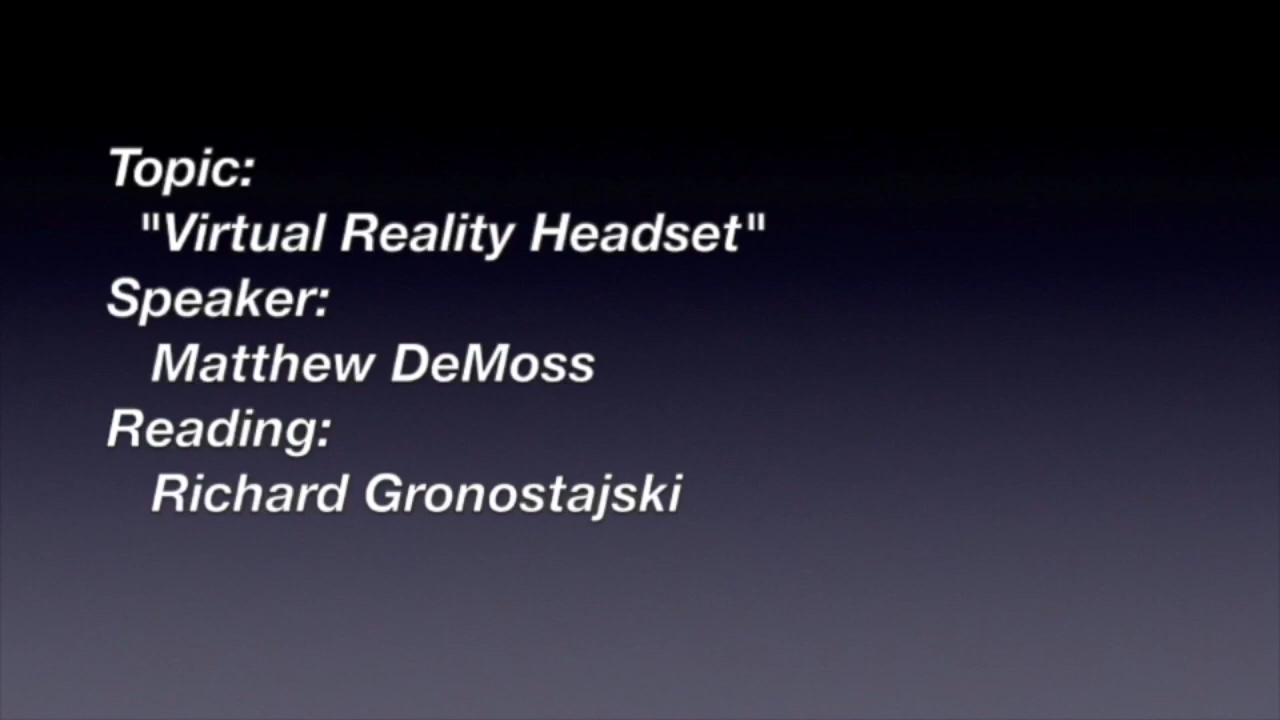 Topic:
"Virtual Reality Headset"
Speaker:
Matthew DeMoss
Reading:
Richard Gronostajski